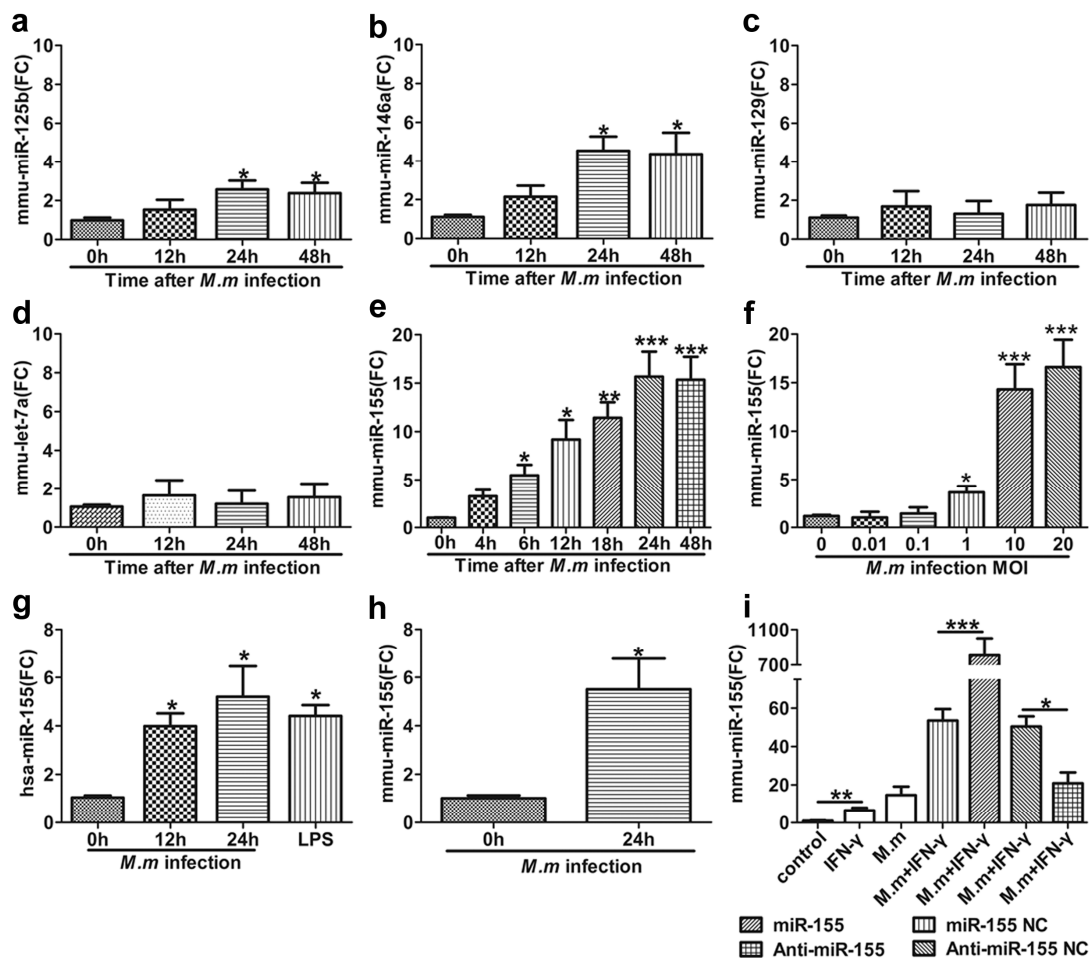 a
mmu-miR-125b(FC)
10
8
6
4
2
0
* *
0h 12h 24h 48h
Time after M.m infection
b
mmu-miR-146a(FC)
10
8
6
4
2
0
* *
0h 12h 24h 48h
Time after M.m infection
c
mmu-miR-129(FC)
10
8
6
4
2
0
0h 12h 24h 48h
Time after M.m infection
d
mmu-let-7a(FC)
10
8
6
4
2
0
0h 12h 24h 48h
Time after M.m infection
e
mmu-miR-155(FC)
20
15
10
5
0
* * ** *** ***
0h 4h 6h 12h 18h 24h 48h
Time after M.m infection
f
mmu-miR-155(FC)
20
15
10
5
0
* *** ***
0 0.01 0.1 1 10 20
M.m infection MOI
g
hsa-miR-155(FC)
8
6
4
2
0
* * *
0h 12h 24h LPS
M.m infection
h
mmu-miR-155(FC)
8
6
4
2
0
*
0h 24h
M.m infection
i
mmu-miR-155(FC)
1100
700
60
40
20
0
** *** *
control IFN-γ M.m M.m+IFN-γ M.m+IFN-γ M.m+IFN-γ M.m+IFN-γ
miR-155 miR-155 NC
Anti-miR-155 Anti-miR-155 NC